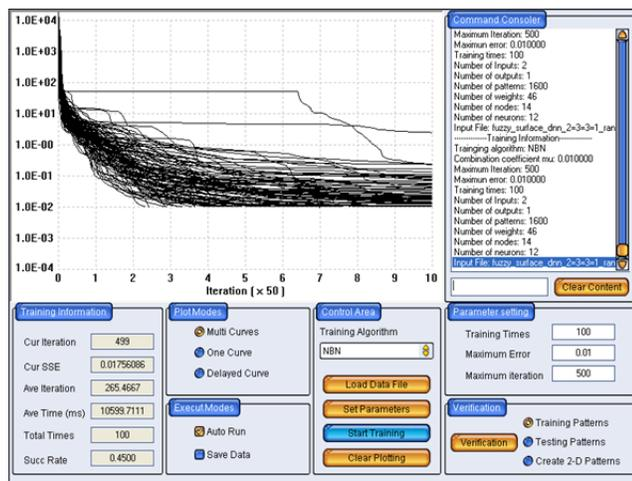 1.0E+04
1.0E+03
1.0E+02
1.0E+01
1.0E-00
1.0E-01
1.0E-02
1.0E-03
1.0E-04
0 1 2 3 4 5 6 7 8 9 10
Iteration [ x 50 ]
Command Consoler
Maximum Iteration: 500
Maximun error: 0.010000
Training times: 100
Number of Inputs: 2
Number of outputs: 1
Number of patterns: 1600
Number of weights: 46
Number of nodes: 14
Number of neurons: 12
Input File: fuzzy_surface_dnn_2=3=3=1_ran
--------------Training Information--------------
Trainging algorithm: NBN
Combination coefficient mu: 0.010000
Maximum Iteration: 500
Maximun error: 0.010000
Training times: 100
Number of Inputs: 2
Number of outputs: 1
Number of patterns: 1600
Number of weights: 46
Number of nodes: 14
Number of neurons: 12
Input File: fuzzy_surface_dnn_2=3=3=1_ran
Clear Content
Training Information
Cur Iteration 499
Cur SSE 0.01756086
Ave Iteration 265.4667
Ave Time (ms) 10599.7111
Total Times 100
Succ Rate 0.4500
Plot Modes
Multi Curves
One Curve
Delayed Curve
Execut Modes
Auto Run
Save Data
Control Area
Training Algorithm
NBN
Load Data File
Set Parameters
Start Training
Clear Plotting
Parameter setting
Training Times 100
Maximum Error 0.01
Maximum iteration 500
Verification
Verification
Training Patterns
Testing Patterns
Create 2-D Patterns